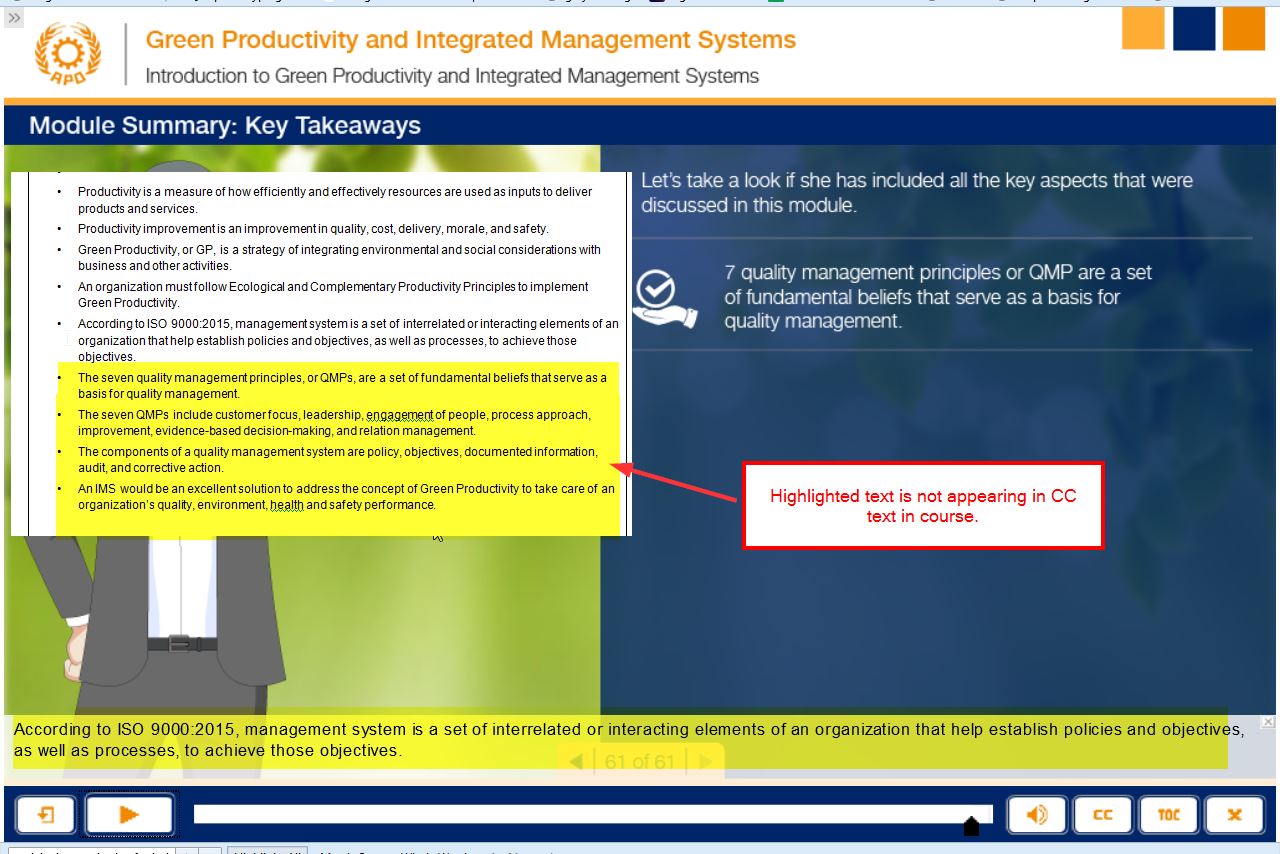 »
Green Productivity and Integrated Management Systems
APO
Introduction to Green Productivity and Integrated Management Systems
Module Summary: Key Takeaways
• Productivity is a measure of how efficiently and effectively resources are used as inputs to deliver
products and services.
• Productivity improvement is an improvement in quality, cost, delivery, morale, and safety.
• Green Productivity, or GP, is a strategy of integrating environmental and social considerations with
business and other activities.
• An organization must follow Ecological and Complementary Productivity Principles to implement
Green Productivity.
• According to ISO 9000:2015, management system is a set of interrelated or interacting elements of an
organization that help establish policies and objectives, as well as processes, to achieve those
objectives.
• The seven quality management principles, or QMPs, are a set of fundamental beliefs that serve as a
basis for quality management.
• The seven QMPs include customer focus, leadership, engagement of people, process approach,
improvement, evidence-based decision-making, and relation management.
• The components of a quality management system are policy, objectives, documented information,
audit, and corrective action.
• An IMS would be an excellent solution to address the concept of Green Productivity to take care of an
organization's quality, environment, health and safety performance.
Let's take a look if she has included all the key aspects that were
discussed in this module.
7 quality management principles or QMP are a set
of fundamental beliefs that serve as a basis for
quality management.
Highlighted text is not appearing in CC
text in course.
According to ISO 9000:2015, management system is a set of interrelated or interacting elements of an organization that help establish policies and objectives,
as well as processes, to achieve those objectives.
61 of 61
CC
TOC